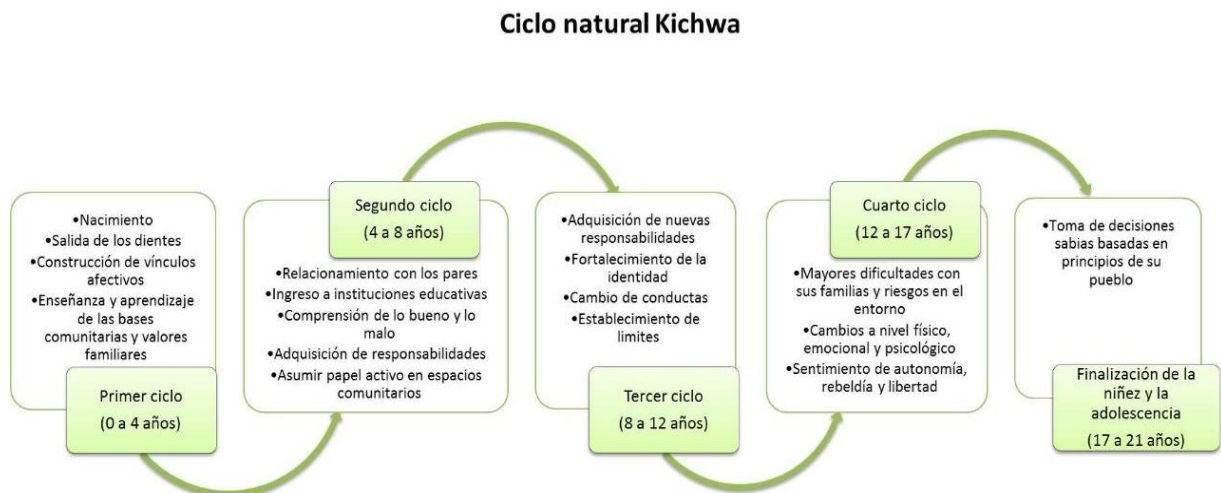 Ciclo natural Kichwa
•Nacimiento
•Salida de los dientes
•Construcción de vínculos
afectivos
•Enseñanza y aprendizaje
de las bases
comunitarias y valores
familiares
Primer ciclo
(0 a 4 años)
Segundo ciclo
(4 a 8 años)
•Relacionamiento con los pares
•Ingreso a instituciones educativas
•Comprensión de lo bueno y lo
malo
•Adquisición de responsabilidades
•Asumir papel activo en espacios
comunitarios
•Adquisición de nuevas
responsabilidades
•Fortalecimiento de la
identidad
•Cambio de conductas
•Establecimiento de
limites
Tercer ciclo
(8 a 12 años)
Cuarto ciclo
(12 a 17 años)
•Mayores dificultades con
sus familias y riesgos en el
entorno
•Cambios a nivel físico,
emocional y psicológico
•Sentimiento de autonomía,
rebeldía y libertad
•Toma de decisiones
sabias basadas en
principios de su
pueblo
Finalización de la
niñez y la
adolescencia
(17 a 21 años)